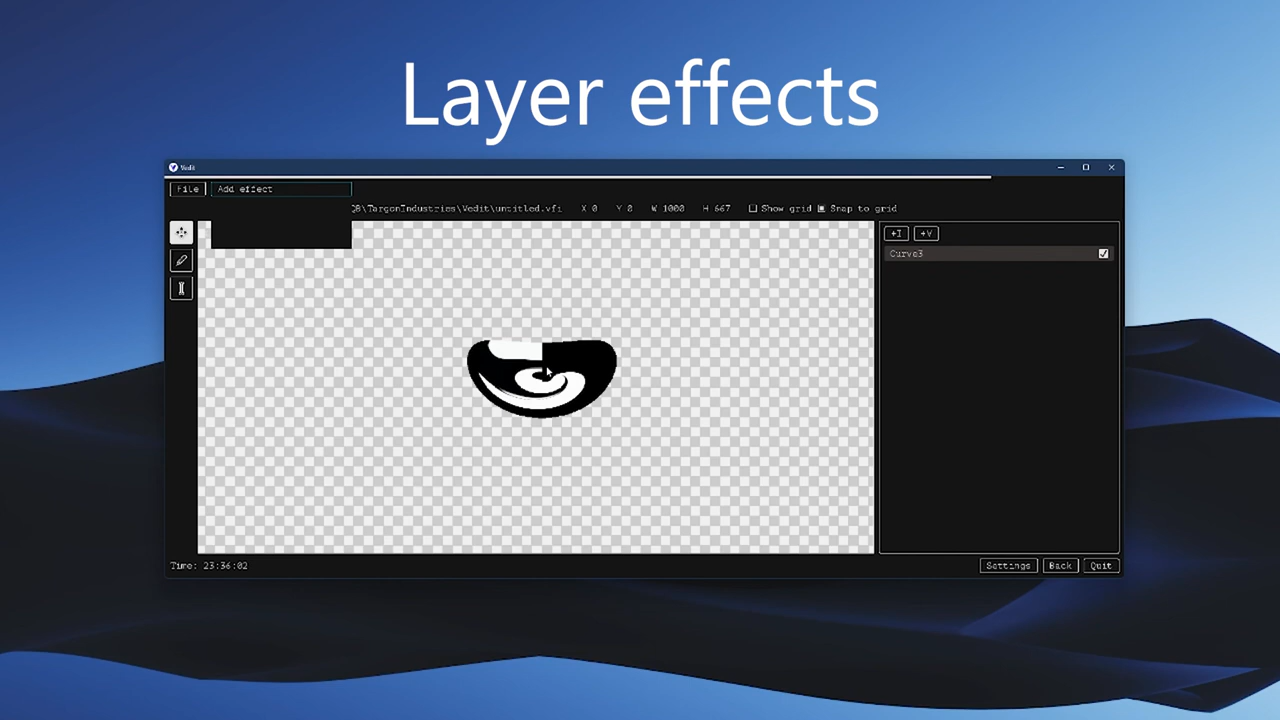 Layer effects
Vedit
File Add effect
\TargonIndustries\Vedit\untitled.vfi X 0 Y 0 W 1000 H 667 Show grid Snap to grid
+I +V
Curve3
Time: 23:36:02 Settings Back Quit